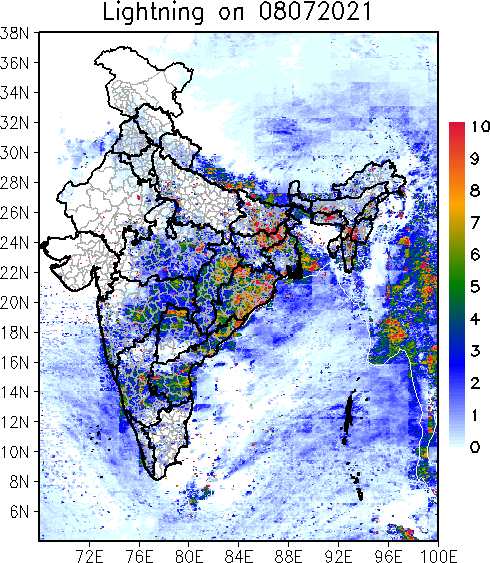 Lightning on 08072021
38N
36N
34N
32N
30N
28N
26N
24N
22N
20N
18N
16N
14N
12N
10N
8N
6N
72E 76E 80E 84E 88E 92E 96E 100E
10
9
8
7
6
5
4
3
2
1
0